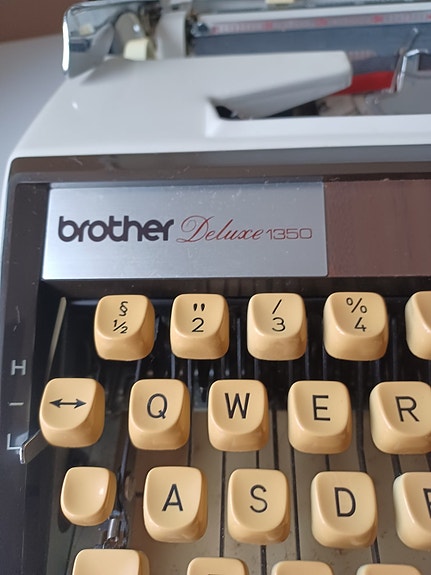 brother Deluxe 1350
§ " / %
½ 2 3 4
H
↔ Q W E R
L
A S D